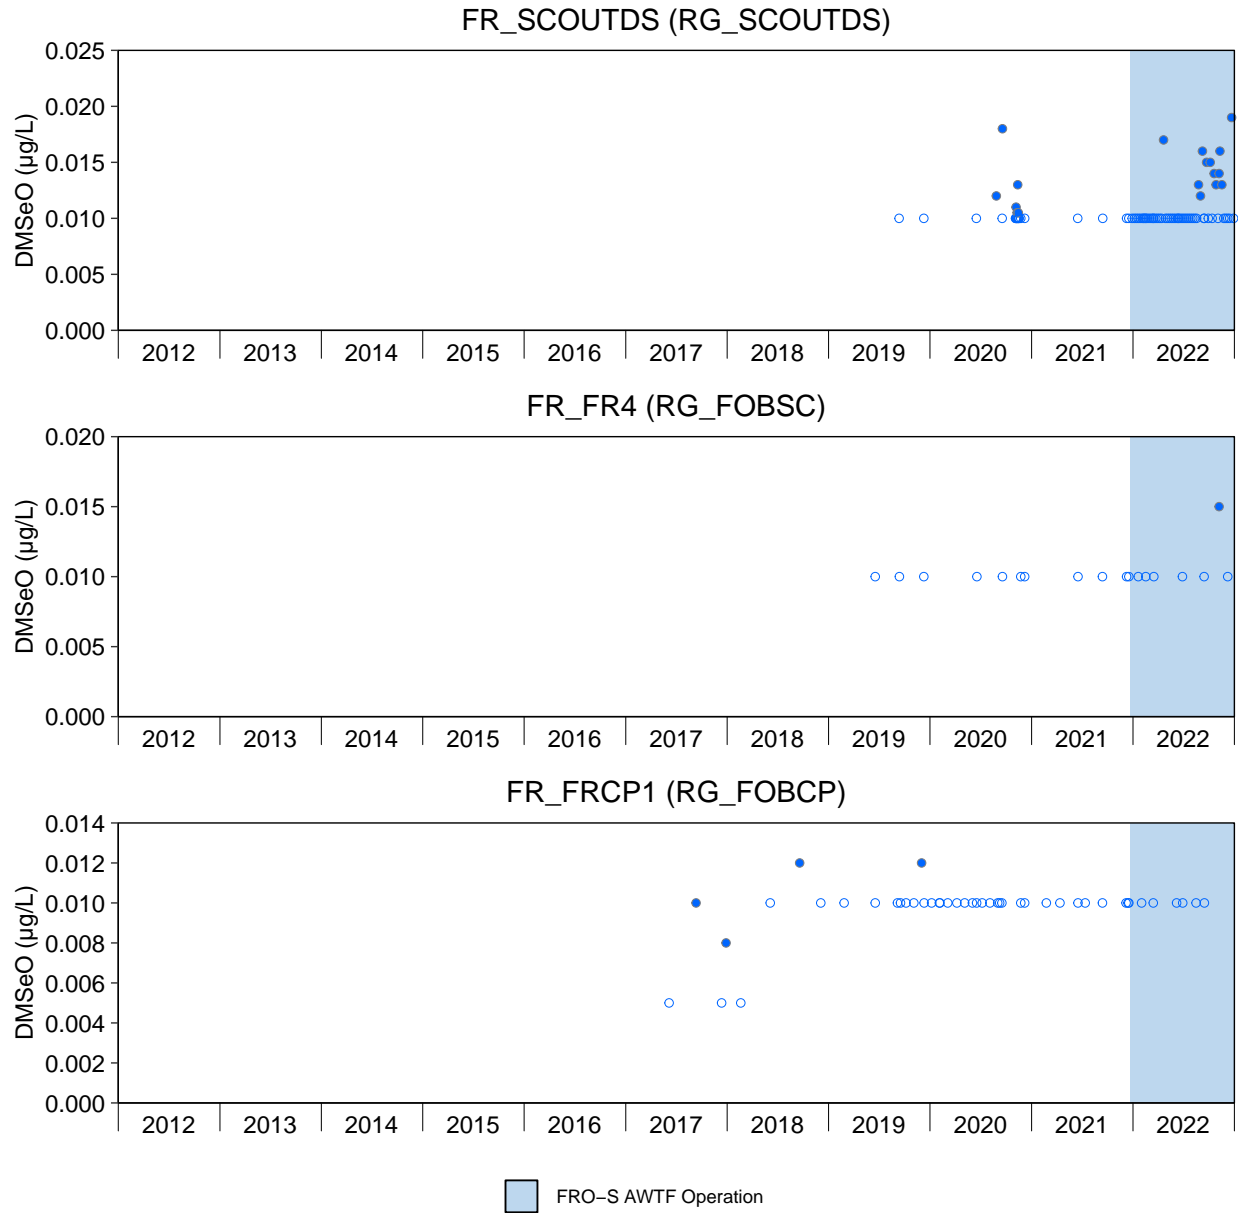 FR_SCOUTDS (RG_SCOUTDS)
DMSeO (µg/L)
0.025
0.020
0.015
0.010
0.005
0.000
2012 2013 2014 2015 2016 2017 2018 2019 2020 2021 2022
FR_FR4 (RG_FOBSC)
DMSeO (µg/L)
0.020
0.015
0.010
0.005
0.000
2012 2013 2014 2015 2016 2017 2018 2019 2020 2021 2022
FR_FRCP1 (RG_FOBCP)
DMSeO (µg/L)
0.014
0.012
0.010
0.008
0.006
0.004
0.002
0.000
2012 2013 2014 2015 2016 2017 2018 2019 2020 2021 2022
FRO−S AWTF Operation